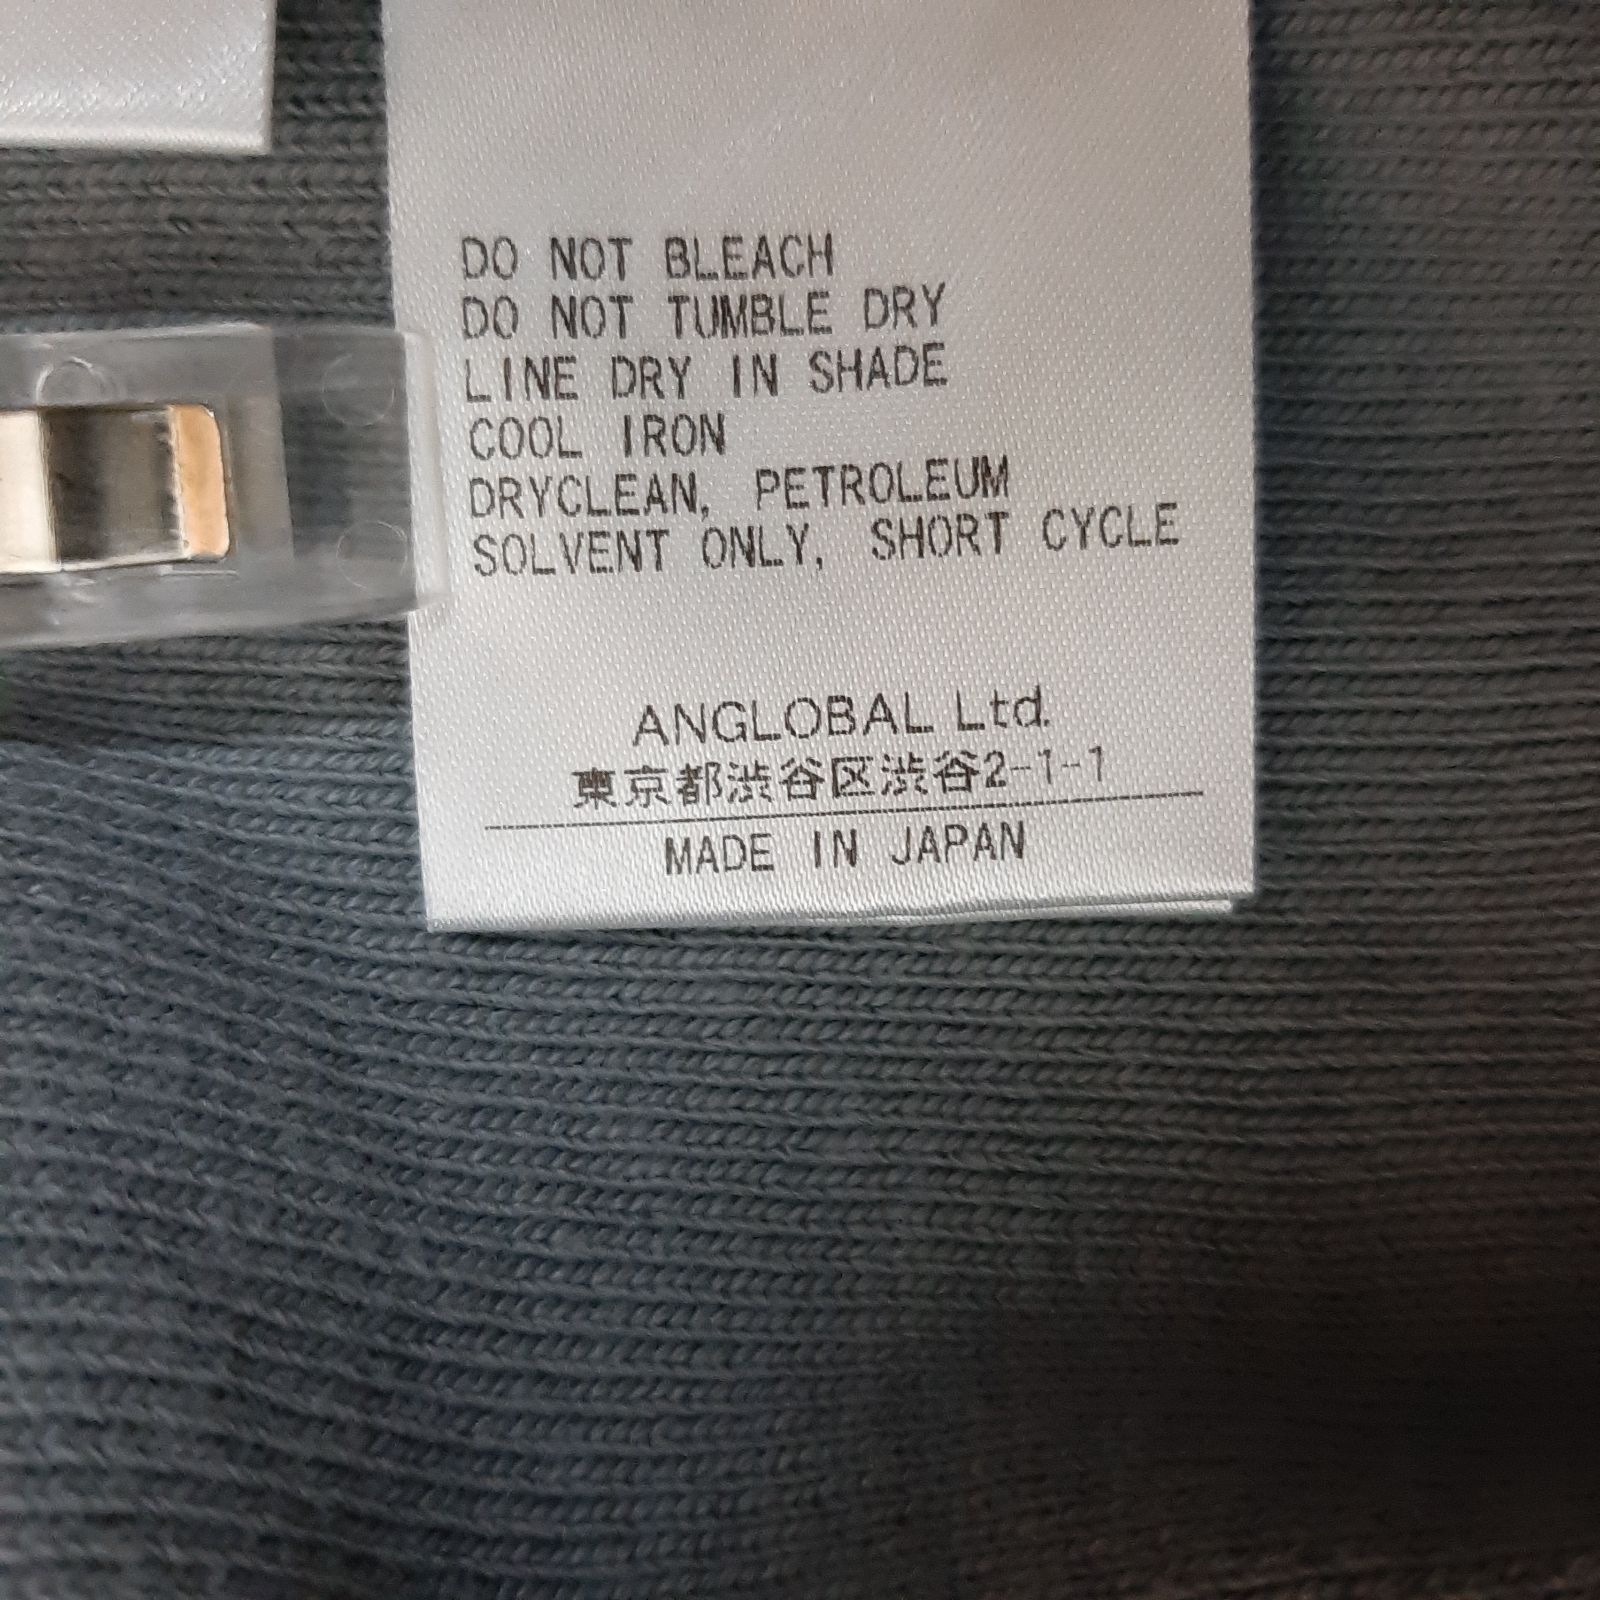 DO NOT BLEACH
DO NOT TUMBLE DRY
LINE DRY IN SHADE
COOL IRON
DRYCLEAN, PETROLEUM
SOLVENT ONLY, SHORT CYCLE
ANGLOBAL Ltd.
東京都渋谷区渋谷2-1-1
MADE IN JAPAN